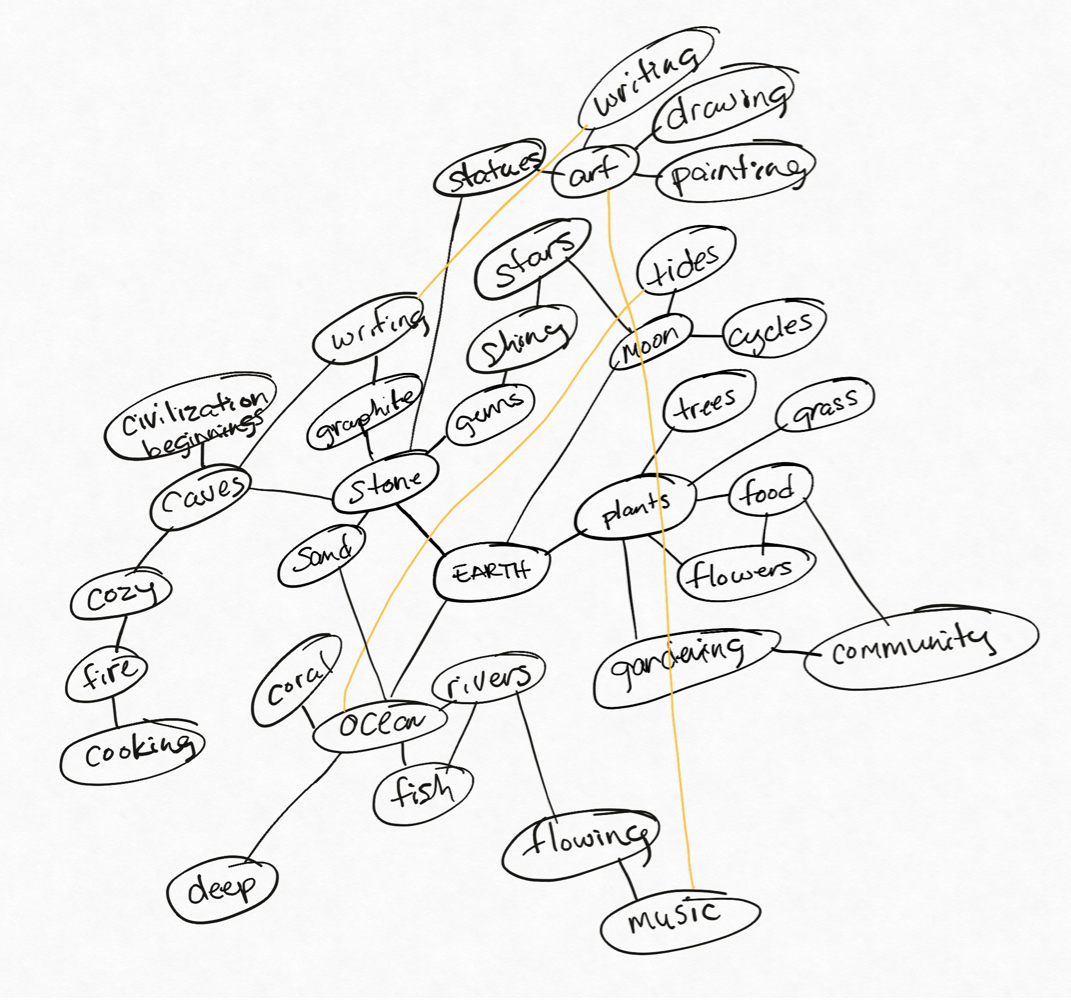 writing
drawing
statues
art
painting
stars
tides
writing
shiny
moon
cycles
civilization
beginnings
graphite
gems
trees
grass
caves
stone
plants
food
sand
EARTH
flowers
cozy
fire
coral
rivers
gardening
community
cooking
ocean
fish
flowing
deep
music